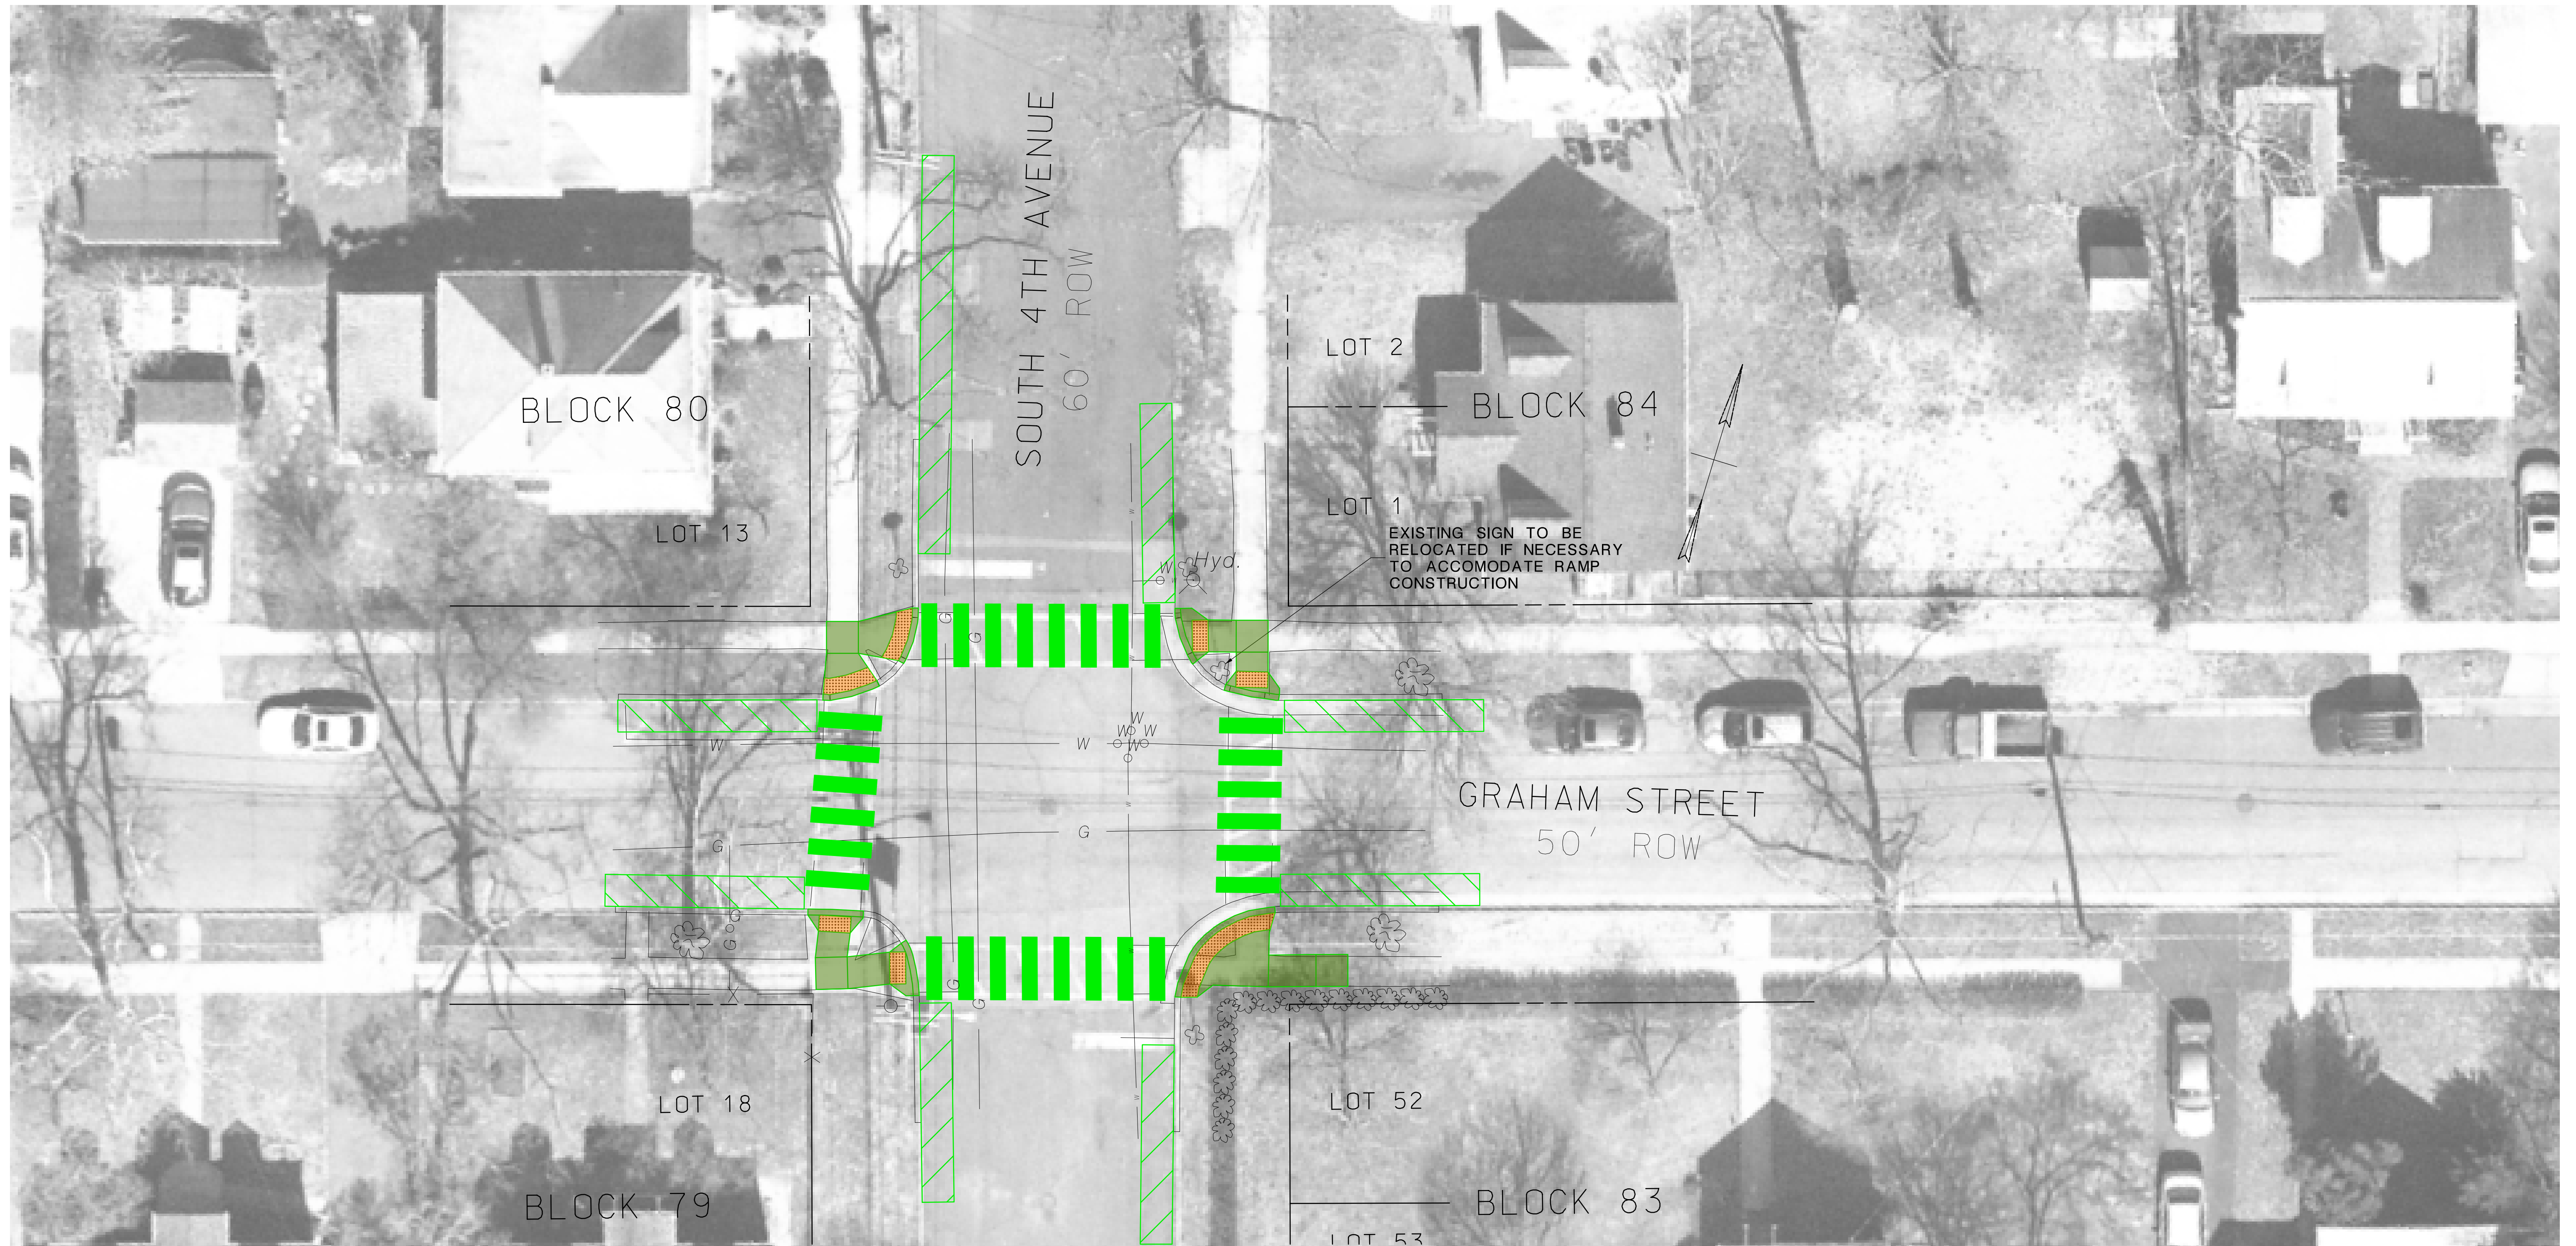 SOUTH 4TH AVENUE
60' ROW
BLOCK 80
LOT 13
LOT 2
BLOCK 84
LOT 1
EXISTING SIGN TO BE
RELOCATED IF NECESSARY
TO ACCOMODATE RAMP
CONSTRUCTION
Hyd.
W
G
G
W
W W
W
W
W
W
G
G
GRAHAM STREET
50' ROW
G
G
G
G
LOT 18
LOT 52
BLOCK 79
BLOCK 83
LOT 53